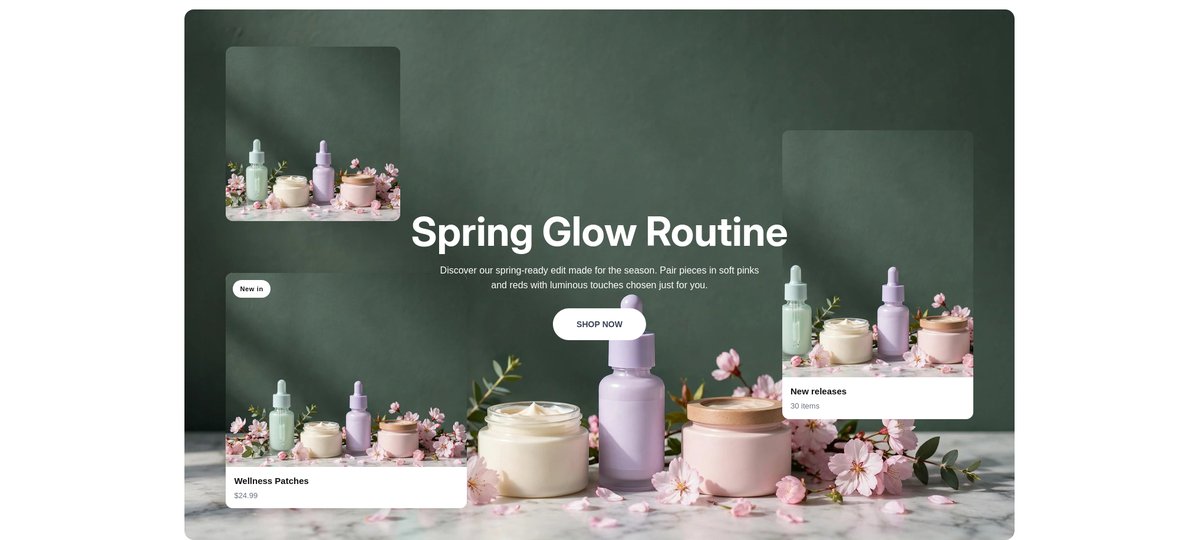 Spring Glow Routine
Discover our spring-ready edit made for the season. Pair pieces in soft pinks
and reds with luminous touches chosen just for you.
SHOP NOW
New in
Wellness Patches
$24.99
New releases
30 items